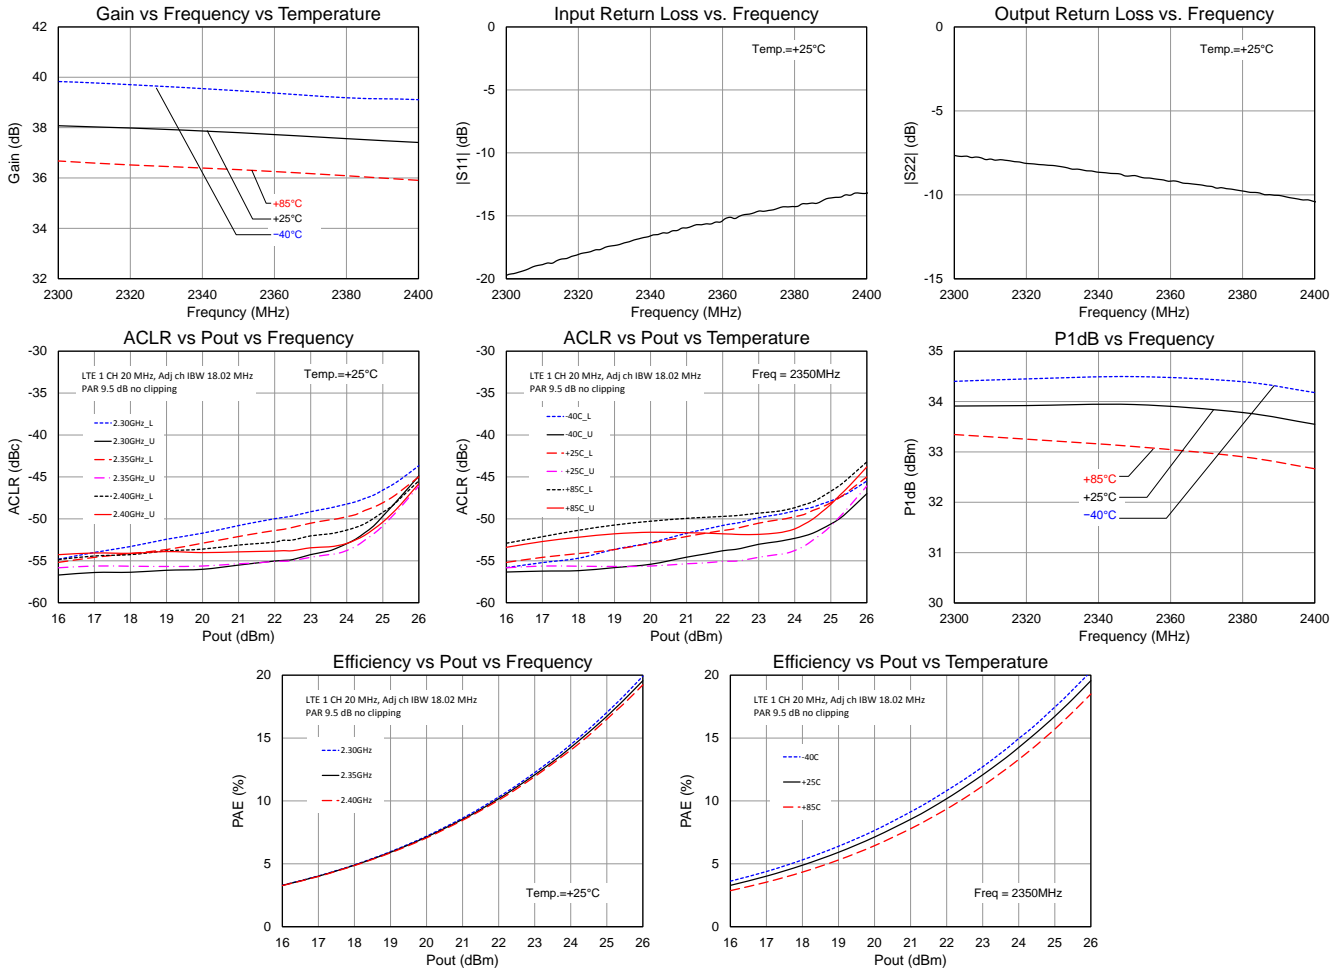 Gain vs Frequency vs Temperature
42
40
38
36
34
32
Gain (dB)
+85°C
+25°C
−40°C
2300 2320 2340 2360 2380 2400
Frequncy (MHz)
Input Return Loss vs. Frequency
0
-5
-10
-15
-20
|S11| (dB)
Temp.=+25°C
2300 2320 2340 2360 2380 2400
Frequency (MHz)
Output Return Loss vs. Frequency
0
-5
-10
-15
|S22| (dB)
Temp.=+25°C
2300 2320 2340 2360 2380 2400
Frequency (MHz)
ACLR vs Pout vs Frequency
-30
-35
-40
-45
-50
-55
-60
ACLR (dBc)
LTE 1 CH 20 MHz, Adj ch IBW 18.02 MHz
PAR 9.5 dB no clipping
Temp.=+25°C
2.30GHz_L
2.30GHz_U
2.35GHz_L
2.35GHz_U
2.40GHz_L
2.40GHz_U
16 17 18 19 20 21 22 23 24 25 26
Pout (dBm)
ACLR vs Pout vs Temperature
-30
-35
-40
-45
-50
-55
-60
ACLR (dBc)
LTE 1 CH 20 MHz, Adj ch IBW 18.02 MHz
PAR 9.5 dB no clipping
Freq = 2350MHz
-40C_L
-40C_U
+25C_L
+25C_U
+85C_L
+85C_U
16 17 18 19 20 21 22 23 24 25 26
Pout (dBm)
P1dB vs Frequency
35
34
33
32
31
30
P1dB (dBm)
+85°C
+25°C
−40°C
2300 2320 2340 2360 2380 2400
Frequency (MHz)
Efficiency vs Pout vs Frequency
20
15
10
5
0
PAE (%)
LTE 1 CH 20 MHz, Adj ch IBW 18.02 MHz
PAR 9.5 dB no clipping
2.30GHz
2.35GHz
2.40GHz
Temp.=+25°C
16 17 18 19 20 21 22 23 24 25 26
Pout (dBm)
Efficiency vs Pout vs Temperature
20
15
10
5
0
PAE (%)
LTE 1 CH 20 MHz, Adj ch IBW 18.02 MHz
PAR 9.5 dB no clipping
-40C
+25C
+85C
Freq = 2350MHz
16 17 18 19 20 21 22 23 24 25 26
Pout (dBm)